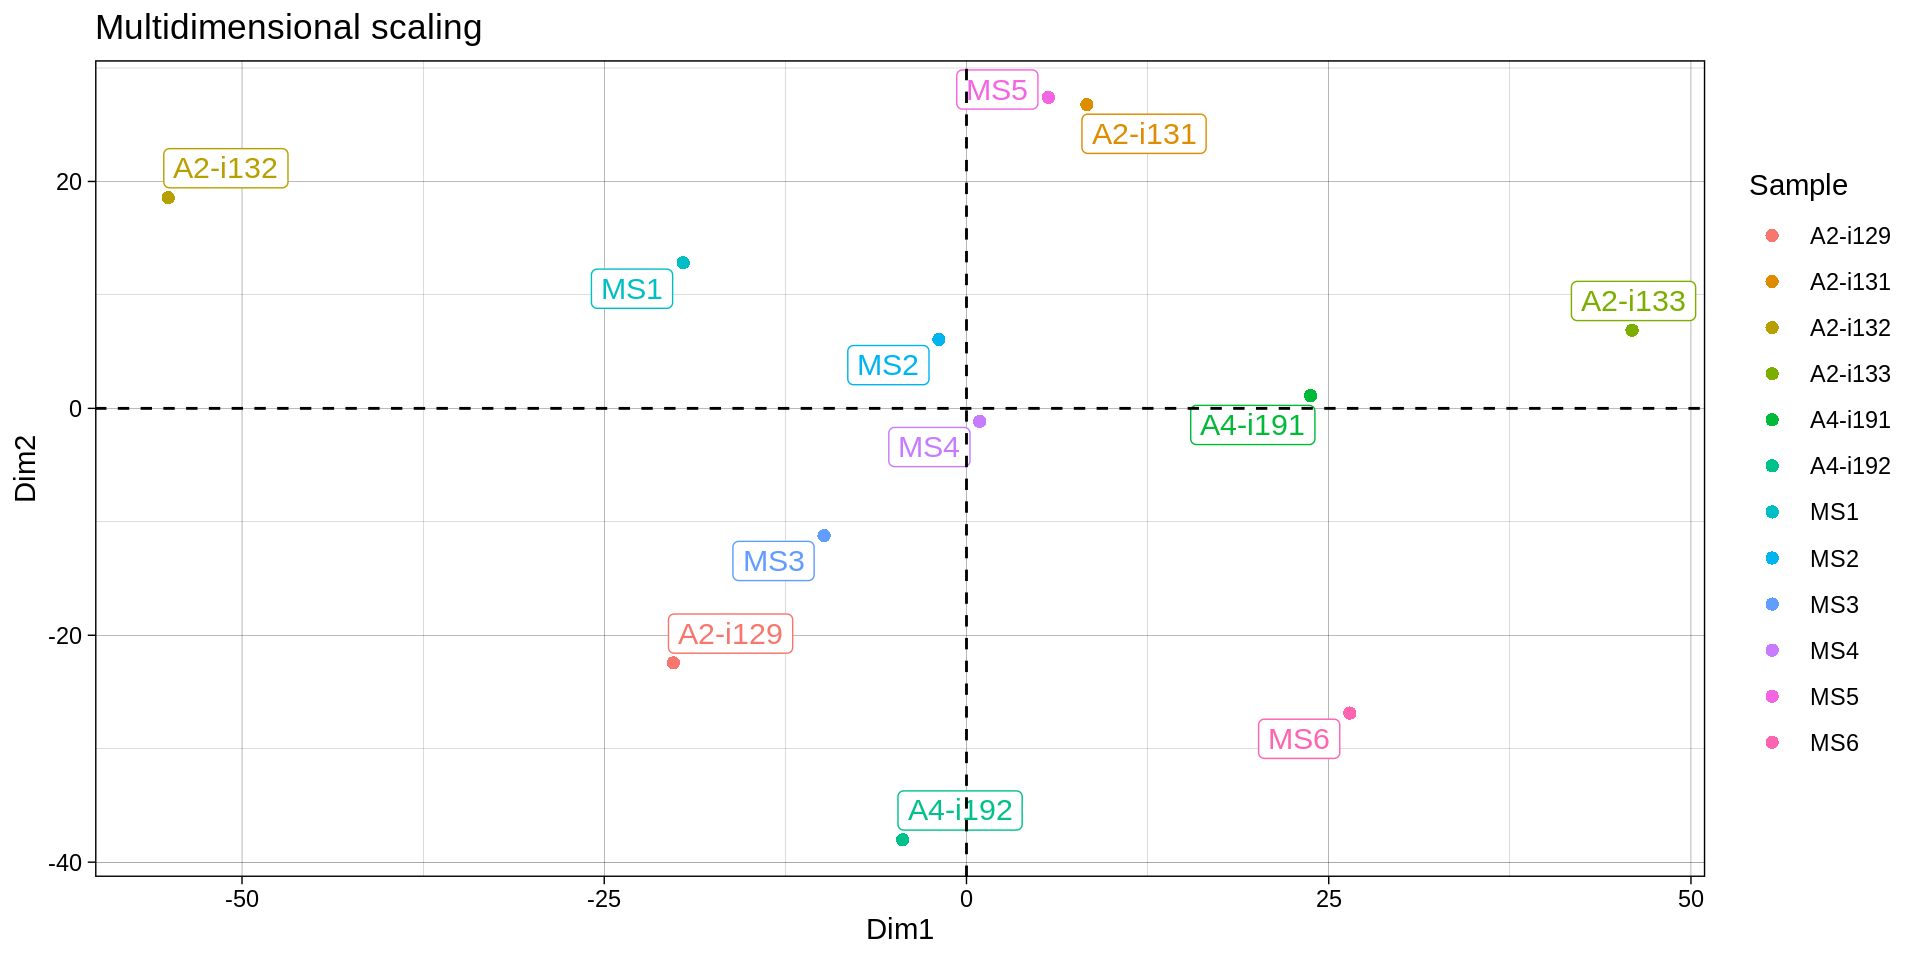 Multidimensional scaling
MS5
A2-i131
A2-i132
MS1
A2-i133
MS2
A4-i191
MS4
MS3
A2-i129
MS6
A4-i192
20
0
-20
-40
Dim2
-50
-25
0
25
50
Dim1
Sample
A2-i129
A2-i131
A2-i132
A2-i133
A4-i191
A4-i192
MS1
MS2
MS3
MS4
MS5
MS6